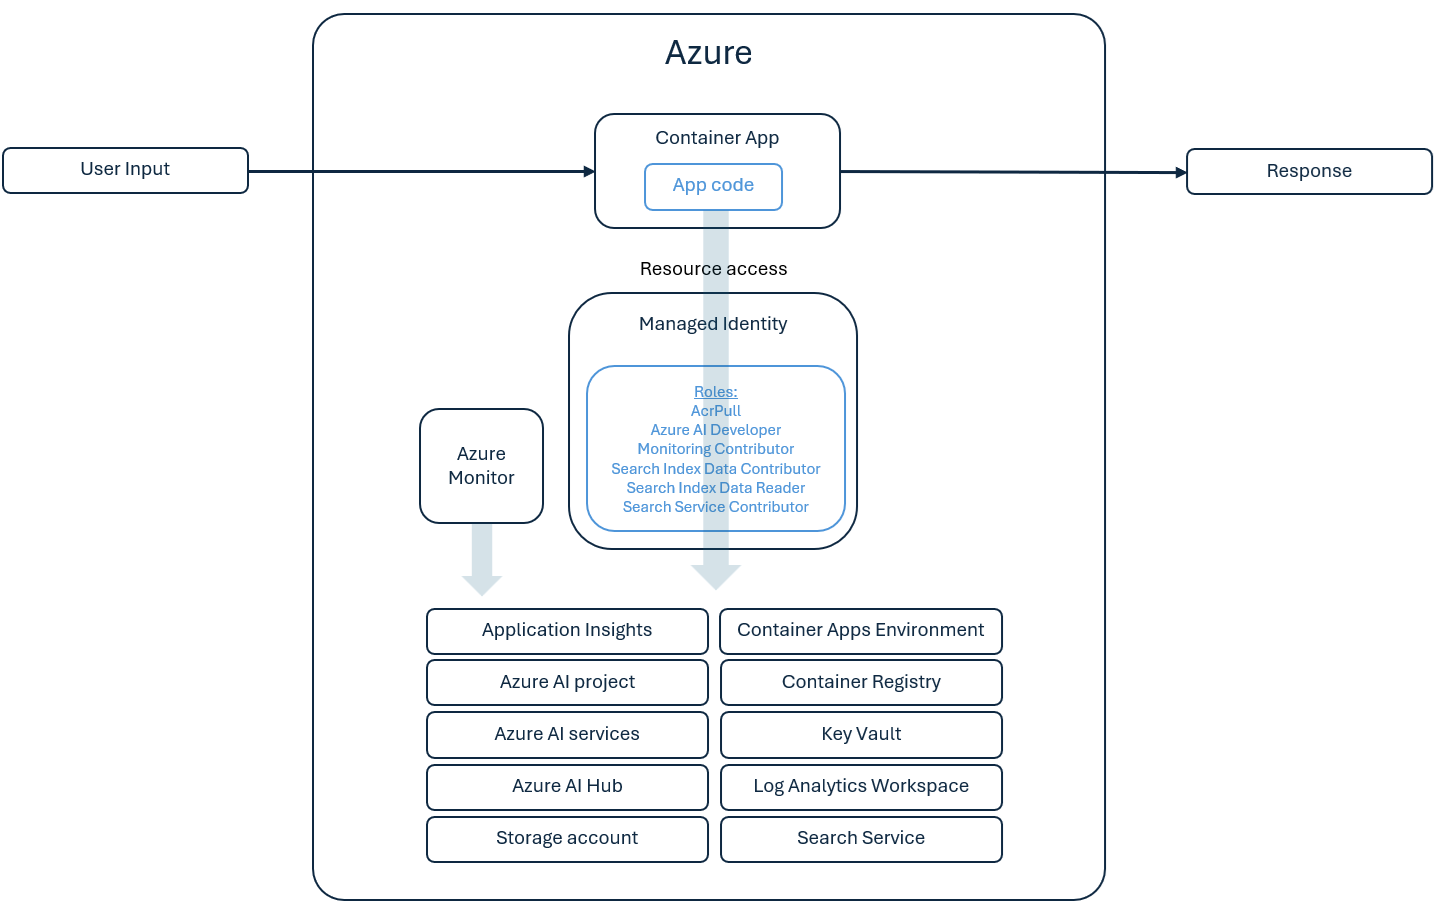 Azure
User Input
Container App
App code
Response
Resource access
Managed Identity
Roles:
AcrPull
Azure AI Developer
Monitoring Contributor
Search Index Data Contributor
Search Index Data Reader
Search Service Contributor
Azure
Monitor
Application Insights
Container Apps Environment
Azure AI project
Container Registry
Azure AI services
Key Vault
Azure AI Hub
Log Analytics Workspace
Storage account
Search Service